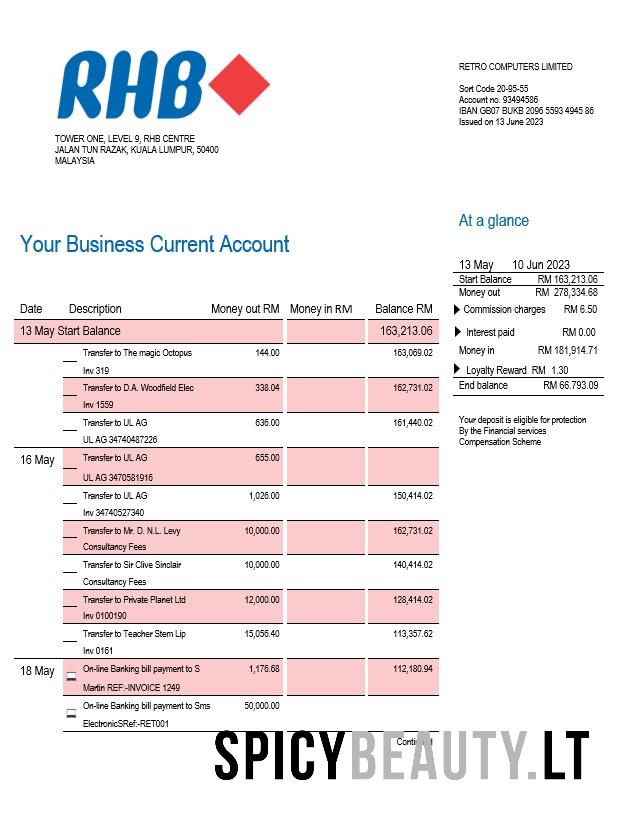 RHB
TOWER ONE, LEVEL 9, RHB CENTRE
JALAN TUN RAZAK, KUALA LUMPUR, 50400
MALAYSIA
RETRO COMPUTERS LIMITED
Sort Code 20-95-55
Account no. 93494586
IBAN GB07 BUKB 2096 5593 4945 86
Issued on 13 June 2023
Your Business Current Account
At a glance
13 May 10 Jun 2023
Start Balance RM 163,213.06
Money out RM 278,334.68
Commission charges RM 6.50
Interest paid RM 0.00
Money in RM 181,914.71
Loyalty Reward RM 1.30
End balance RM 66.793.09
Your deposit is eligible for protection
By the Financial services
Compensation Scheme
Date Description Money out RM Money in RM Balance RM
13 May Start Balance 163,213.06
Transfer to The magic Octopus 144.00 163,069.02
Inv 319
Transfer to D.A. Woodfield Elec 338.04 162,731.02
Inv 1559
Transfer to UL AG 636.00 161,440.02
UL AG 34740487226
16 May Transfer to UL AG 655.00
UL AG 3470581916
Transfer to UL AG 1,026.00 150,414.02
Inv 34740527340
Transfer to Mr. D. N.L. Levy 10,000.00 162,731.02
Consultancy Fees
Transfer to Sir Clive Sinclair 10,000.00 140,414.02
Consultancy Fees
Transfer to Private Planet Ltd 12,000.00 128,414.02
Inv 0100190
Transfer to Teacher Stem Lip 15,056.40 113,357.62
Inv 0161
18 May On-line Banking bill payment to S 1,176.68 112,180.94
Martin REF:-INVOICE 1249
On-line Banking bill payment to Sms 50,000.00
ElectronicSRef:-RET001
SPICYBEAUTY.LT